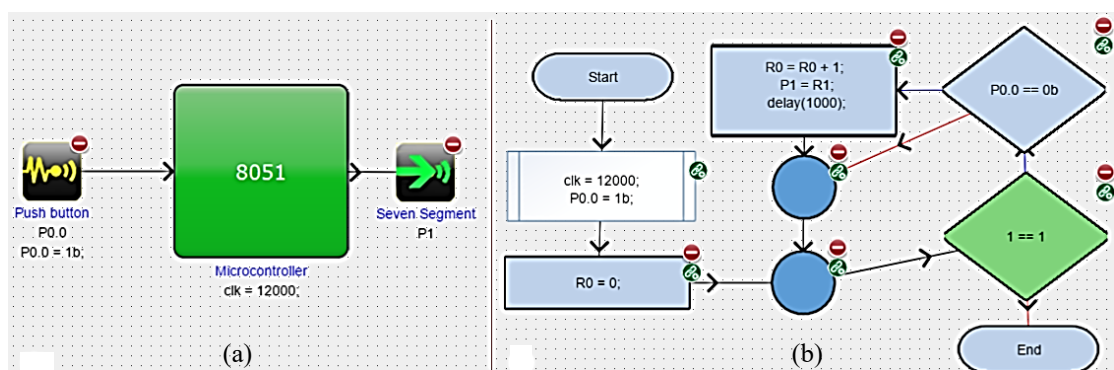 8051
Push button
P0.0
P0.0 = 1b;
Microcontroller
clk = 12000;
Seven Segment
P1
(a)
Start
clk = 12000;
P0.0 = 1b;
R0 = 0;
R0 = R0 + 1;
P1 = R1;
delay(1000);
P0.0 == 0b
1 == 1
End
(b)